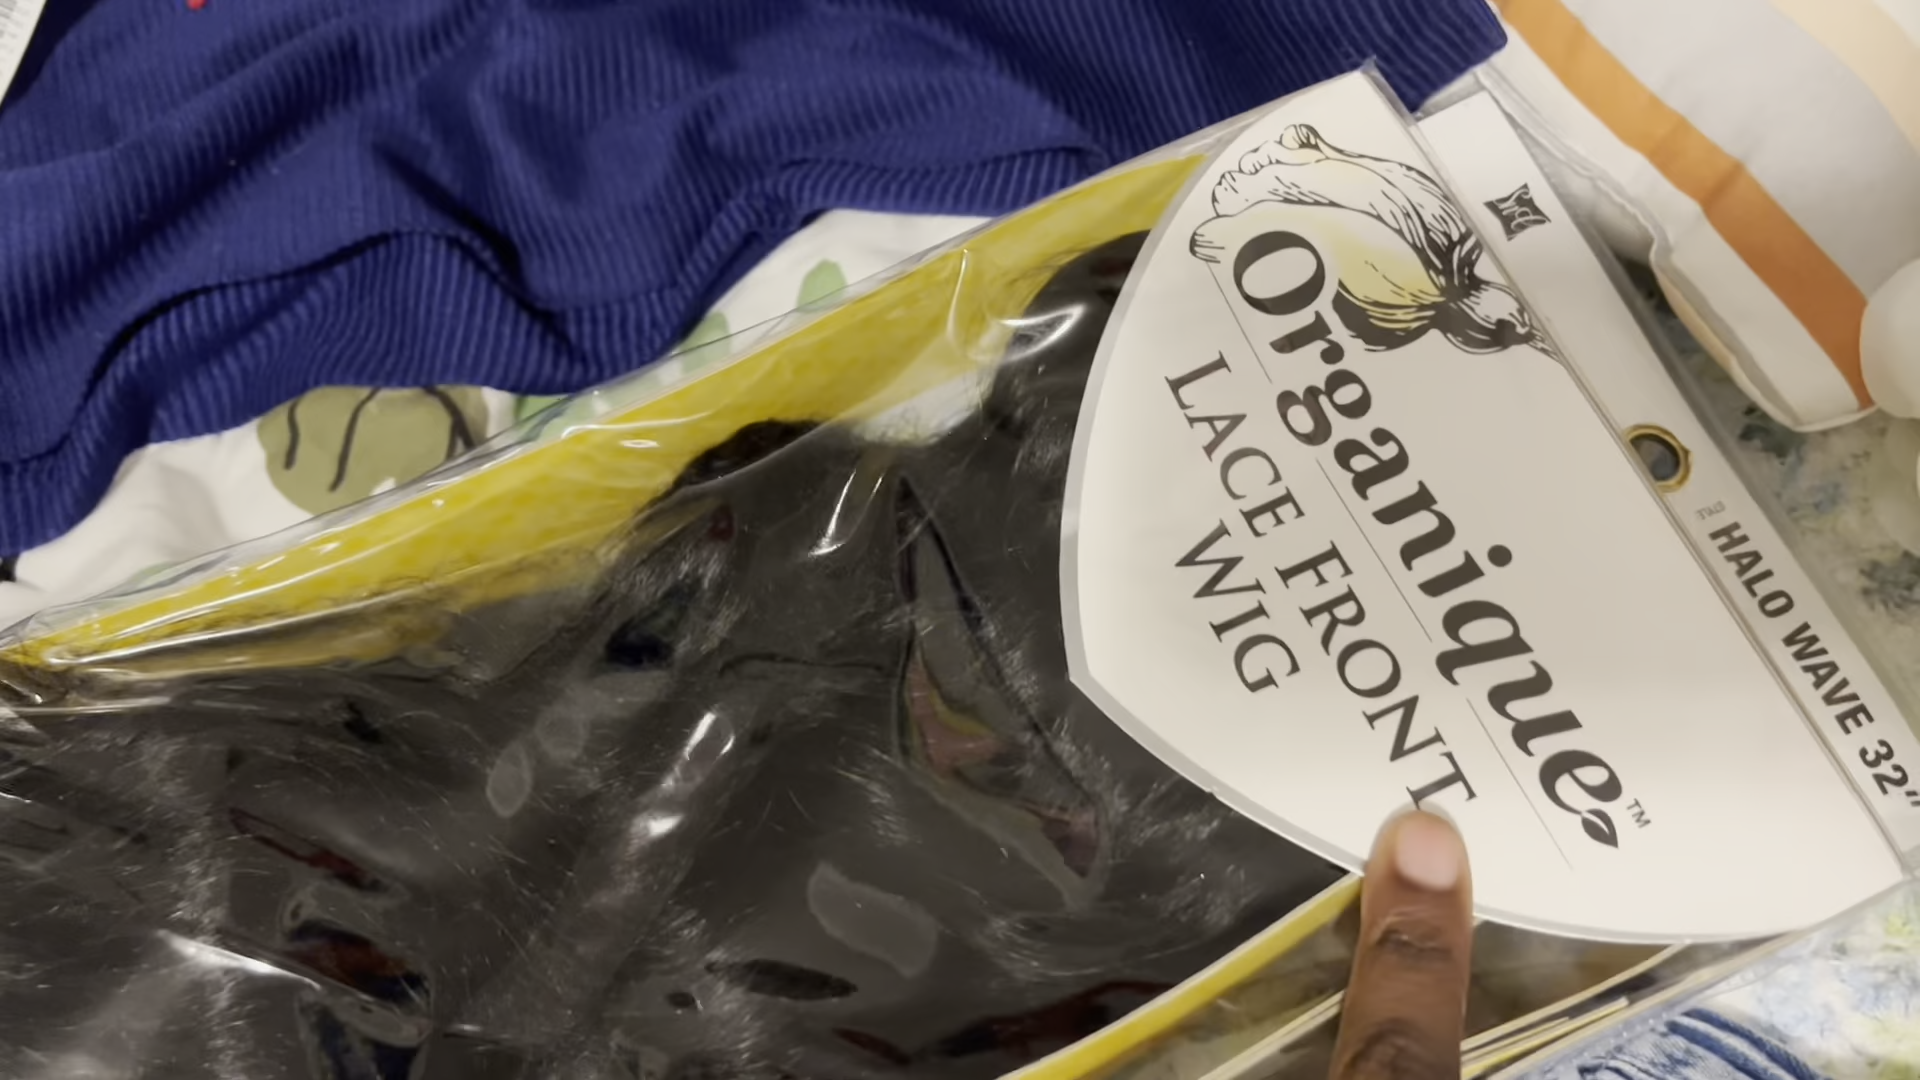 Organique™
LACE FRONT
WIG
HALO WAVE 32"